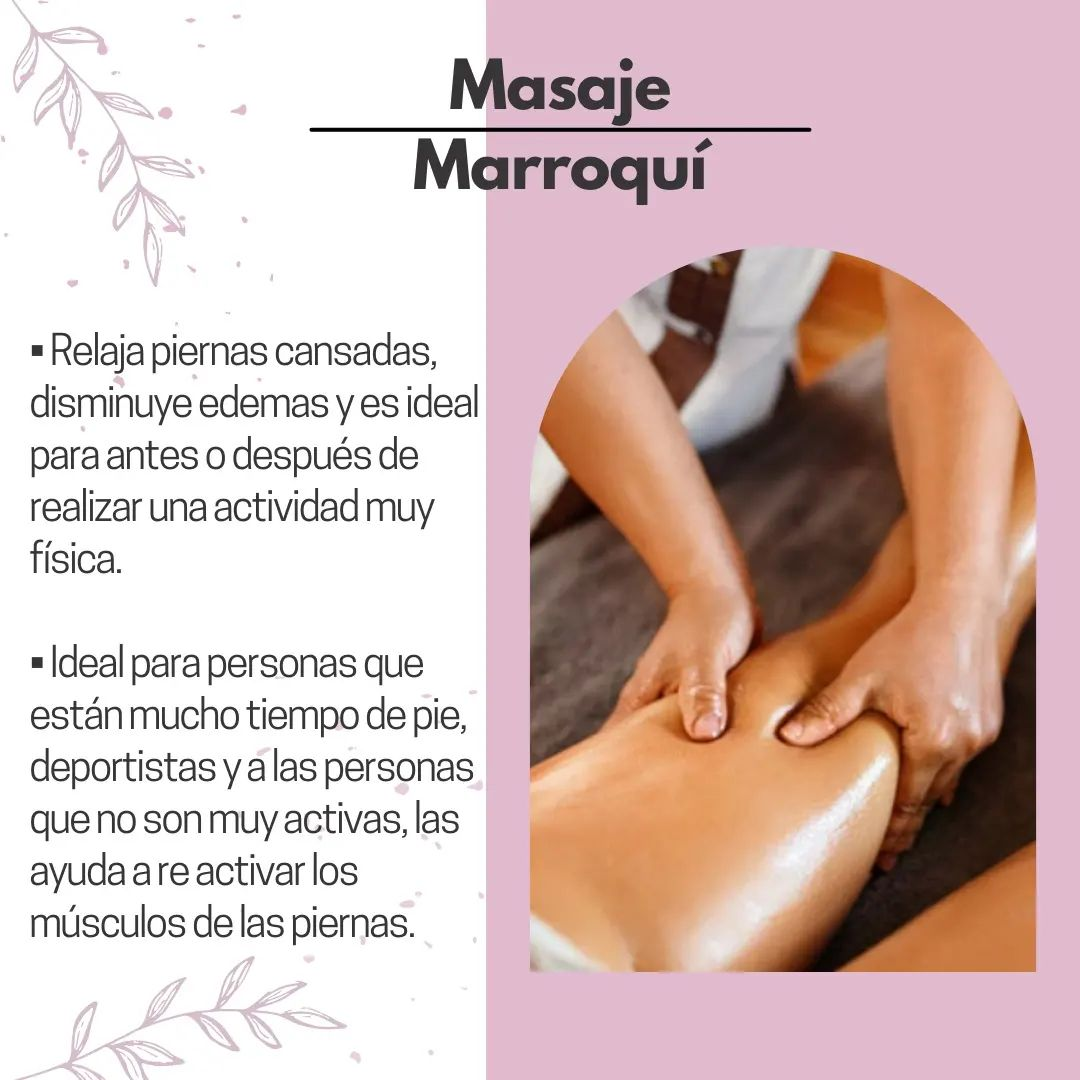 Masaje
Marroquí
▪ Relaja piernas cansadas,
disminuye edemas y es ideal
para antes o después de
realizar una actividad muy
física.
▪ Ideal para personas que
están mucho tiempo de pie,
deportistas y a las personas
que no son muy activas, las
ayuda a re activar los
músculos de las piernas.